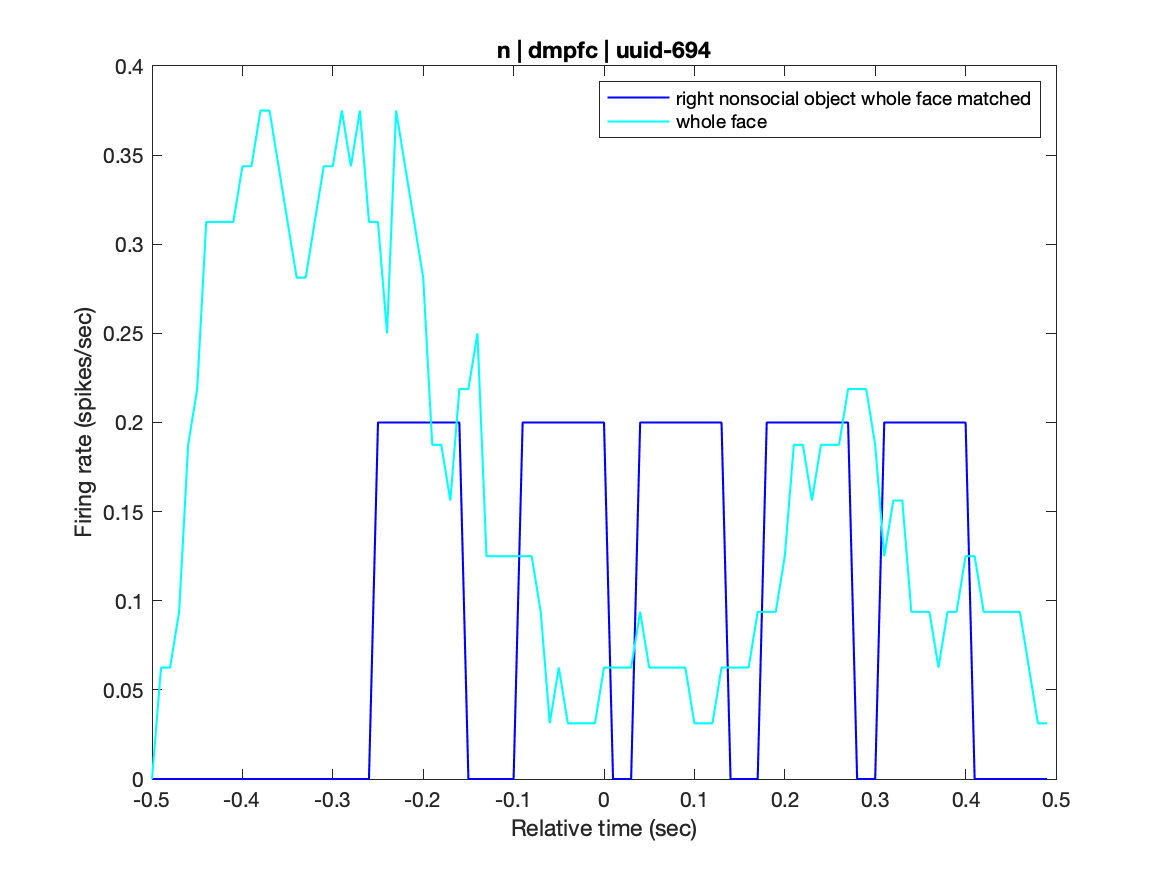 n | dmpfc | uuid-694
right nonsocial object whole face matched
whole face
0.4
0.35
0.3
0.25
0.2
0.15
0.1
0.05
0
Firing rate (spikes/sec)
-0.5 -0.4 -0.3 -0.2 -0.1 0 0.1 0.2 0.3 0.4 0.5
Relative time (sec)